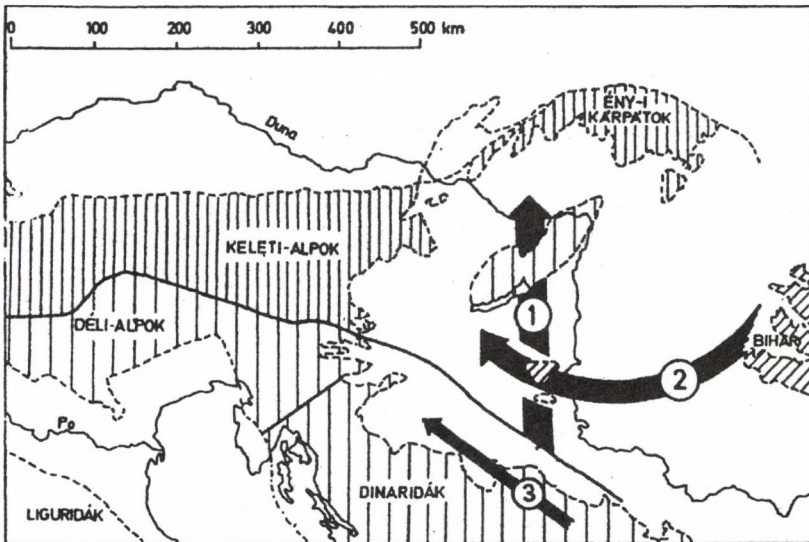 0 100 200 300 400 500 km
Duna
ÉNY-I
KÁRPÁTOK
KELETI-ALPOK
DÉLI-ALPOK
1
BIHAR
2
Po
3
DINARIDÁK
LIGURIDÁK